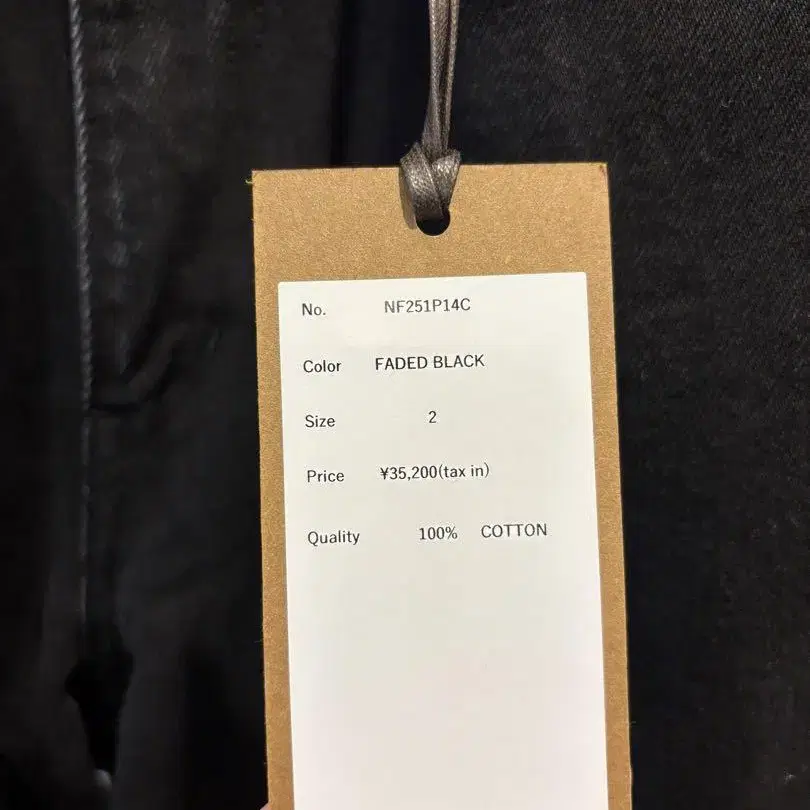 No. NF251P14C
Color FADED BLACK
Size 2
Price ¥35,200(tax in)
Quality 100% COTTON